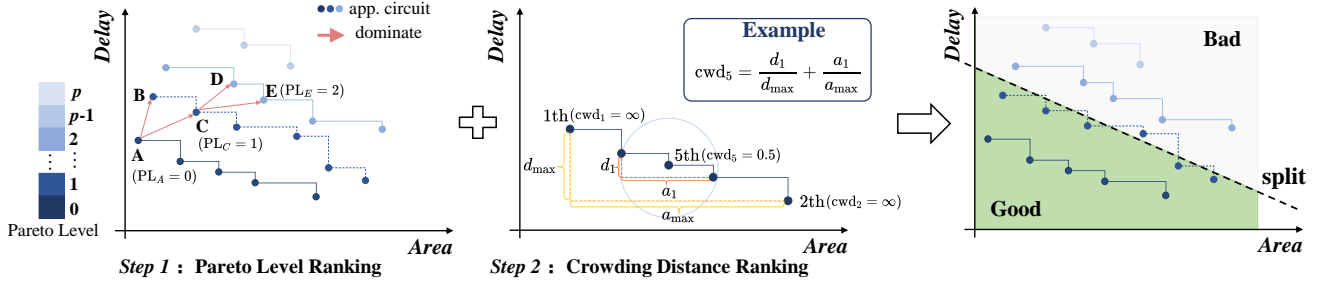 Delay
app. circuit
dominate
p
p-1
2
1
0
Pareto Level
B
D
E (PL_E = 2)
C
(PL_C = 1)
A
(PL_A = 0)
Area
Step 1 : Pareto Level Ranking
Delay
Example
cwd_5 = d_1/d_max + a_1/a_max
1th(cwd_1 = ∞)
5th(cwd_5 = 0.5)
d_1
a_1
d_max
a_max
2th(cwd_2 = ∞)
Area
Step 2 : Crowding Distance Ranking
Delay
Bad
split
Good
Area